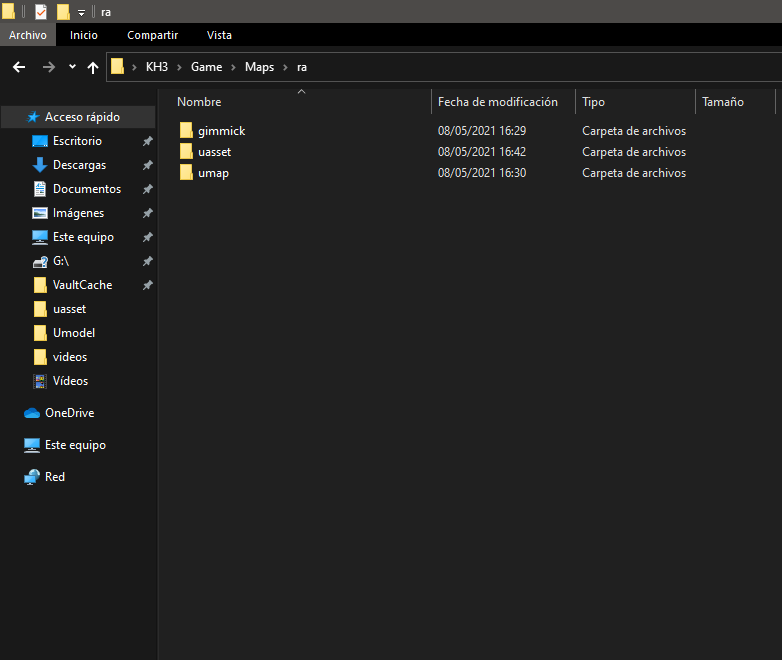 ra
Archivo Inicio Compartir Vista
KH3 Game Maps ra
Nombre Fecha de modificación Tipo Tamaño
gimmick 08/05/2021 16:29 Carpeta de archivos
uasset 08/05/2021 16:42 Carpeta de archivos
umap 08/05/2021 16:30 Carpeta de archivos
Acceso rápido
Escritorio
Descargas
Documentos
Imágenes
Este equipo
G:\
VaultCache
uasset
Umodel
videos
Vídeos
OneDrive
Este equipo
Red